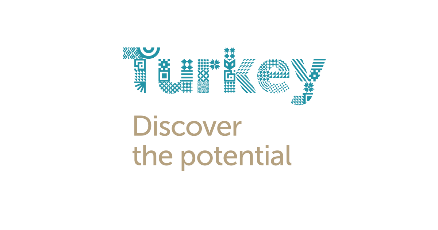 Turkey
Discover
the potential